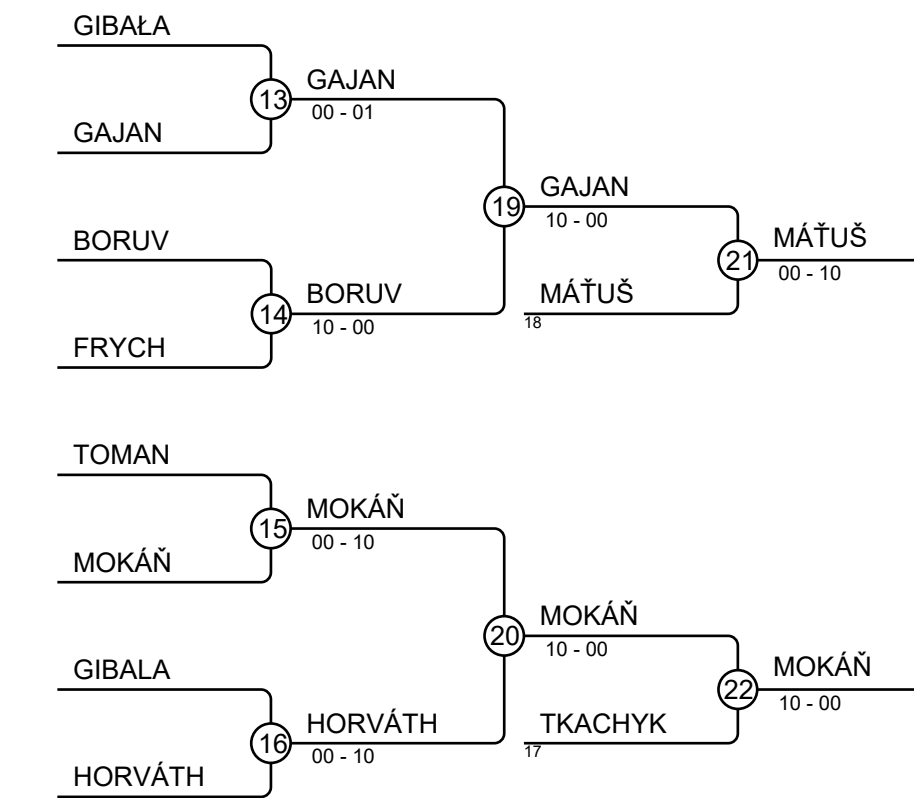 GIBAŁA
13
GAJAN
00 - 01
GAJAN
19
GAJAN
10 - 00
BORUV
21
MÁŤUŠ
00 - 10
14
BORUV
10 - 00
MÁŤUŠ
18
FRYCH
TOMAN
15
MOKÁŇ
00 - 10
MOKÁŇ
20
MOKÁŇ
10 - 00
GIBALA
22
MOKÁŇ
10 - 00
16
HORVÁTH
00 - 10
TKACHYK
17
HORVÁTH